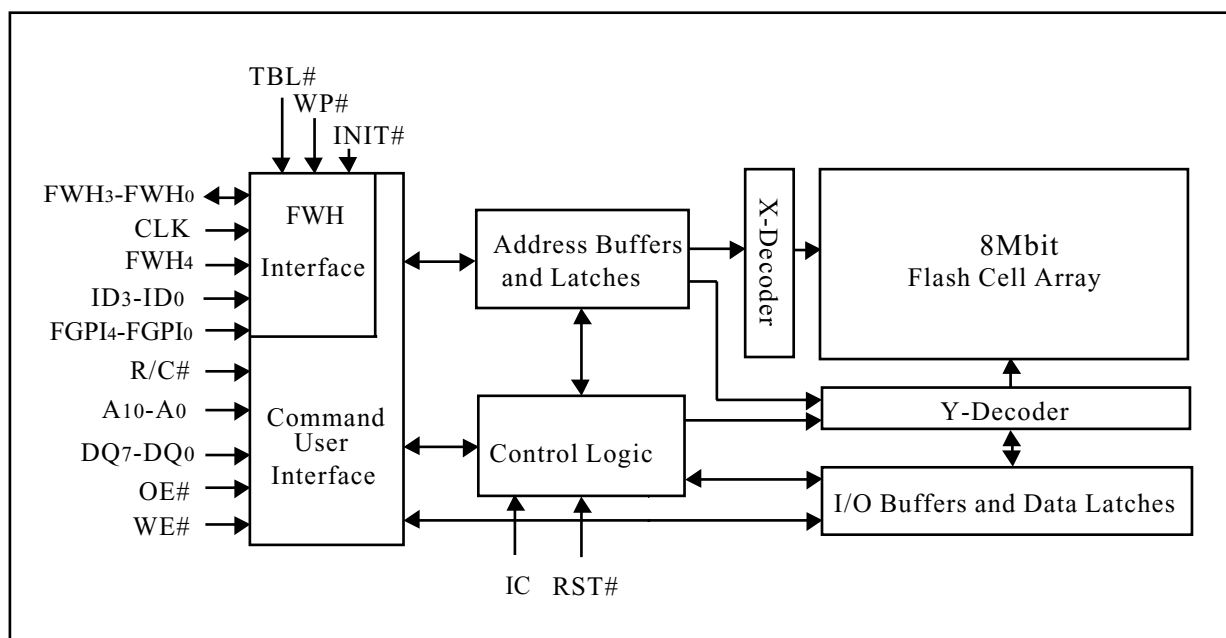 TBL#
WP#
INIT#
FWH3-FWH0
CLK
FWH4
ID3-ID0
FGPI4-FGPI0
R/C#
A10-A0
DQ7-DQ0
OE#
WE#
FWH
Interface
Command
User
Interface
Address Buffers
and Latches
Control Logic
IC
RST#
X-Decoder
8Mbit
Flash Cell Array
Y-Decoder
I/O Buffers and Data Latches